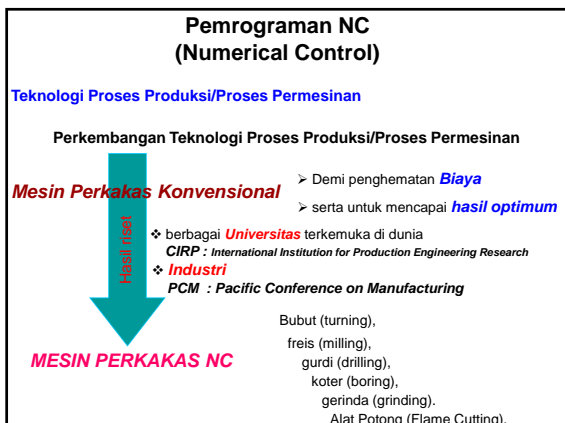 Pemrograman NC
(Numerical Control)
Teknologi Proses Produksi/Proses Permesinan
Perkembangan Teknologi Proses Produksi/Proses Permesinan
Mesin Perkakas Konvensional
➢ Demi penghematan Biaya
➢ serta untuk mencapai hasil optimum
Hasil riset
❖ berbagai Universitas terkemuka di dunia
CIRP : International Institution for Production Engineering Research
❖ Industri
PCM : Pacific Conference on Manufacturing
MESIN PERKAKAS NC
Bubut (turning),
freis (milling),
gurdi (drilling),
koter (boring),
gerinda (grinding).
Alat Potong (Flame Cutting),